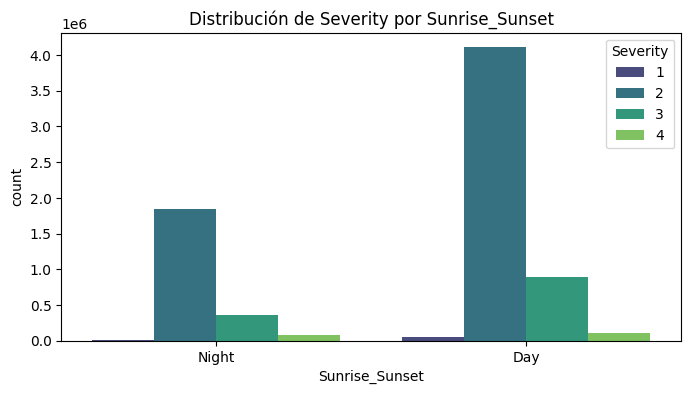 Distribución de Severity por Sunrise_Sunset
1e6
4.0
3.5
3.0
2.5
2.0
1.5
1.0
0.5
0.0
count
Night
Day
Sunrise_Sunset
Severity
1
2
3
4